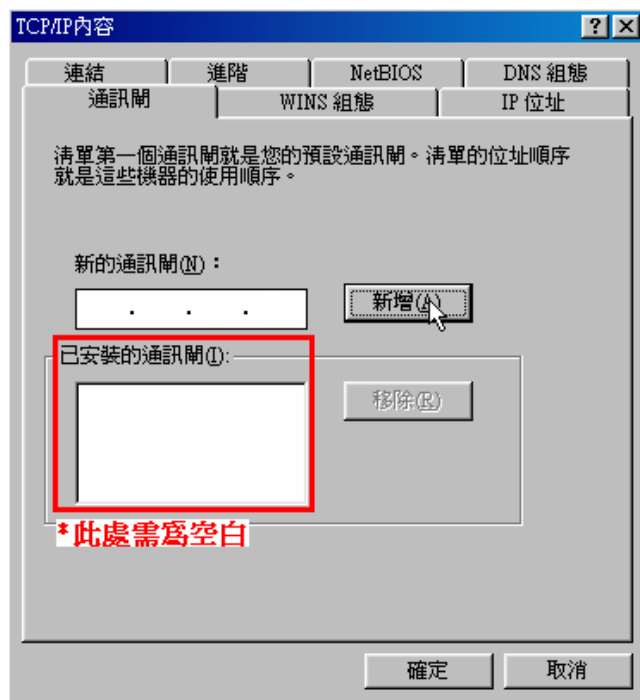 TCP/IP內容
連結
進階
NetBIOS
DNS 組態
通訊閘
WINS 組態
IP 位址
清單第一個通訊閘就是您的預設通訊閘。清單的位址順序
就是這些機器的使用順序。
新的通訊閘(N)：
. . .
新增(A)
已安裝的通訊閘(I):
移除(R)
*此處需為空白
確定
取消